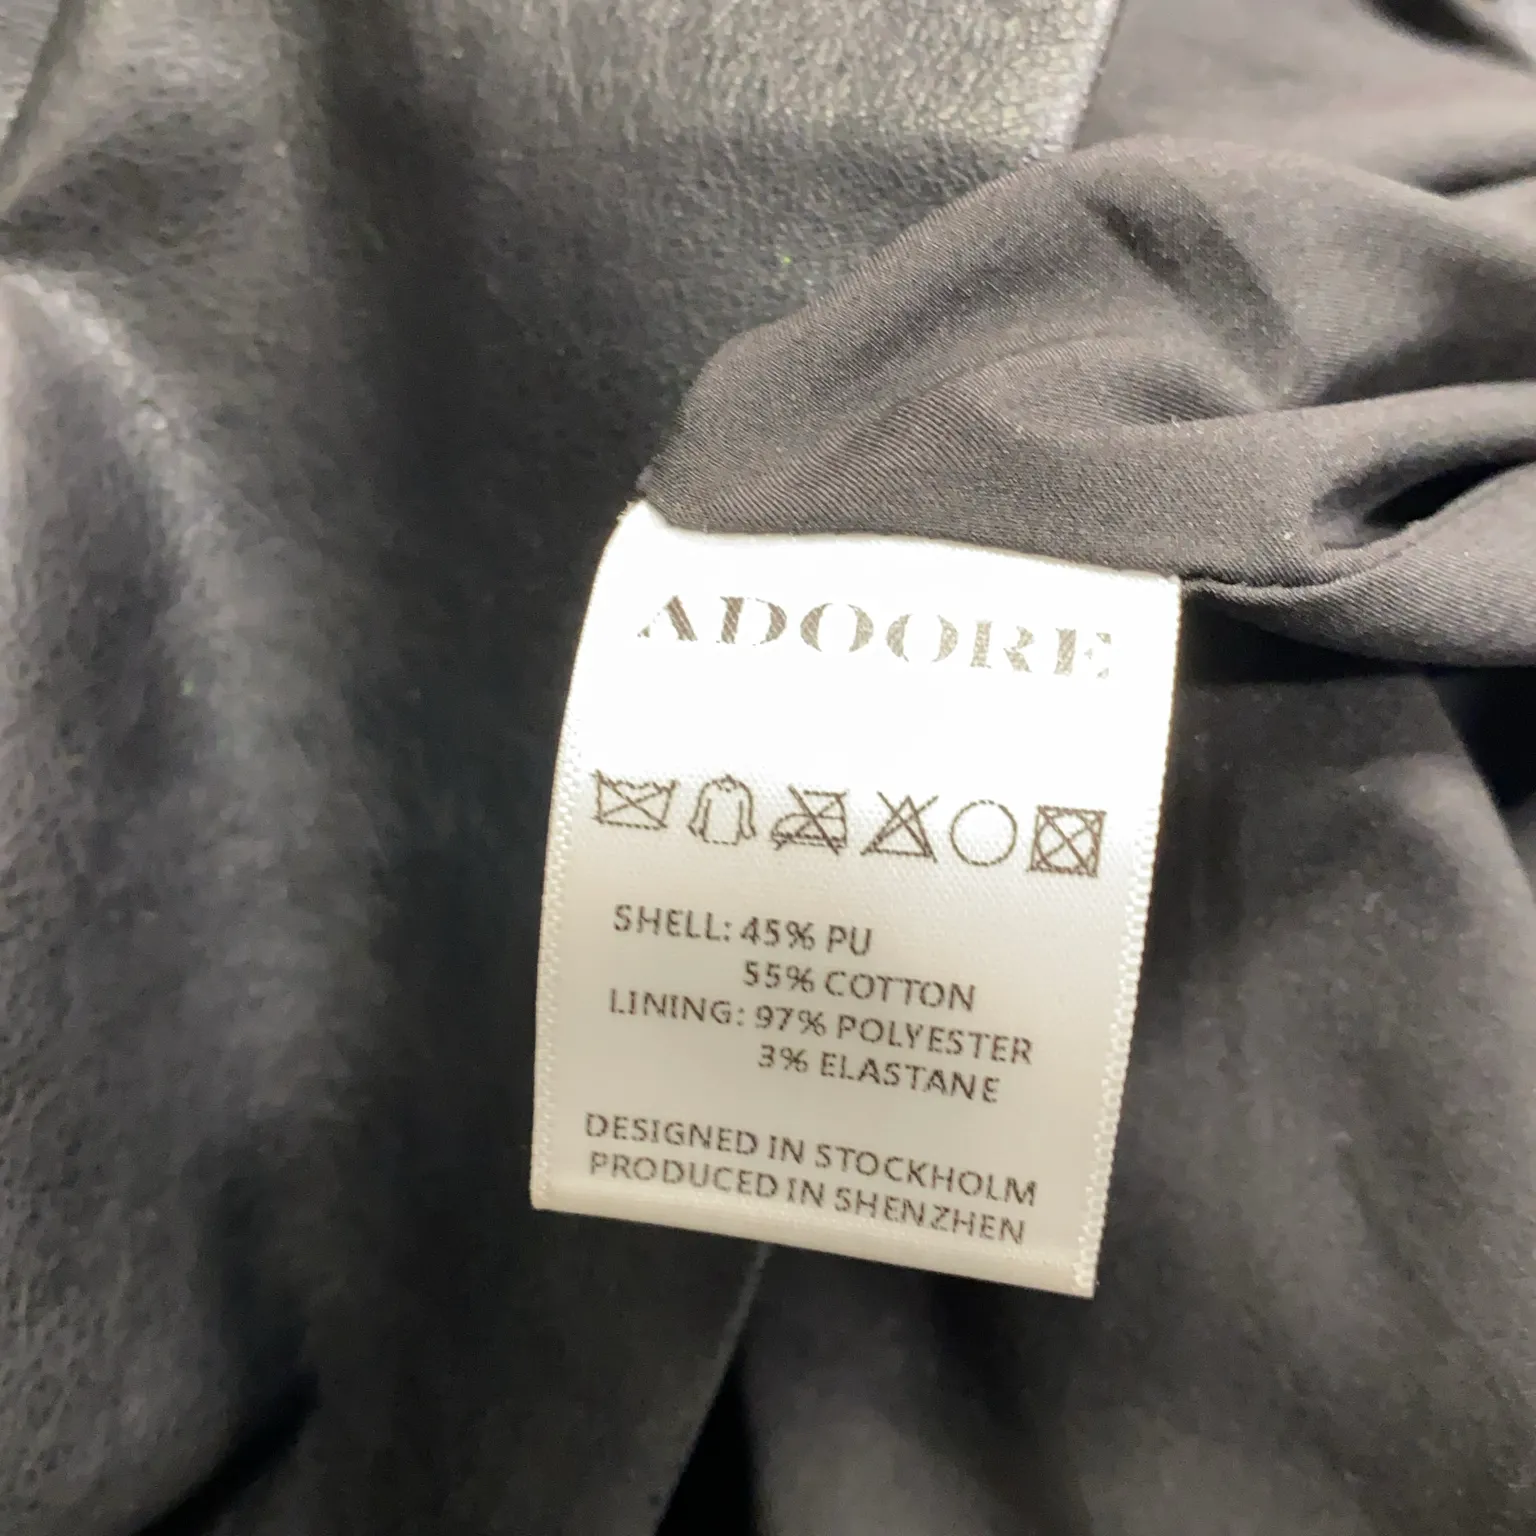 ADOORE
SHELL: 45% PU
55% COTTON
LINING: 97% POLYESTER
3% ELASTANE
DESIGNED IN STOCKHOLM
PRODUCED IN SHENZHEN